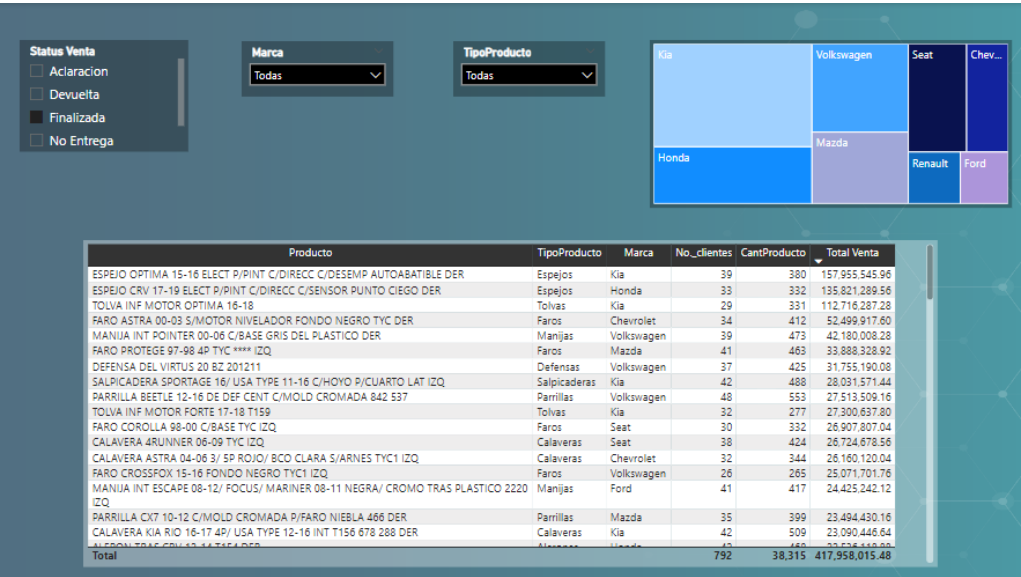 Status Venta
Aclaracion
Devuelta
Finalizada
No Entrega
Marca
Todas
TipoProducto
Todas
Kia
Honda
Volkswagen
Mazda
Seat
Chev...
Renault
Ford
Producto TipoProducto Marca No_clientes CantProducto Total Venta
ESPEJO OPTIMA 15-16 ELECT P/PINT C/DIRECC C/DESEMP AUTOABATIBLE DER Espejos Kia 39 380 157,955,545.96
ESPEJO CRV 17-19 ELECT P/PINT C/DIRECC C/SENSOR PUNTO CIEGO DER Espejos Honda 33 332 135,821,289.56
TOLVA INF MOTOR OPTIMA 16-18 Tolvas Kia 29 331 112,716,287.28
FARO ASTRA 00-03 S/MOTOR NIVELADOR FONDO NEGRO TYC DER Faros Chevrolet 34 412 52,499,917.60
MANIJA INT POINTER 00-06 C/BASE GRIS DEL PLASTICO DER Manijas Volkswagen 39 473 42,180,008.28
FARO PROTEGE 97-98 4P TYC **** IZQ Faros Mazda 41 463 33,888,328.92
DEFENSA DEL VIRTUS 20 BZ 201211 Defensas Volkswagen 37 425 31,755,190.08
SALPICADERA SPORTAGE 16/ USA TYPE 11-16 C/HOYO P/CUARTO LAT IZQ Salpicaderas Kia 42 488 28,031,571.44
PARRILLA BEETLE 12-16 DE DEF CENT C/MOLD CROMADA 842 537 Parrillas Volkswagen 48 553 27,513,509.16
TOLVA INF MOTOR FORTE 17-18 T159 Tolvas Kia 32 277 27,300,637.80
FARO COROLLA 98-00 C/BASE TYC IZQ Faros Seat 30 332 26,907,807.04
CALAVERA 4RUNNER 06-09 TYC IZQ Calaveras Seat 38 424 26,724,678.56
CALAVERA ASTRA 04-06 3/ 5P ROJO/ BCO CLARA S/ARNES TYC1 IZQ Calaveras Chevrolet 32 344 26,160,120.04
FARO CROSSFOX 15-16 FONDO NEGRO TYC1 IZQ Faros Volkswagen 26 265 25,071,701.76
MANIJA INT ESCAPE 08-12/ FOCUS/ MARINER 08-11 NEGRA/ CROMO TRAS PLASTICO 2220 Manijas Ford 41 417 24,425,242.12
IZQ
PARRILLA CX7 10-12 C/MOLD CROMADA P/FARO NIEBLA 466 DER Parrillas Mazda 35 399 23,494,430.16
CALAVERA KIA RIO 16-17 4P/ USA TYPE 12-16 INT T156 678 288 DER Calaveras Kia 42 509 23,090,446.64
Total 792 38,315 417,958,015.48